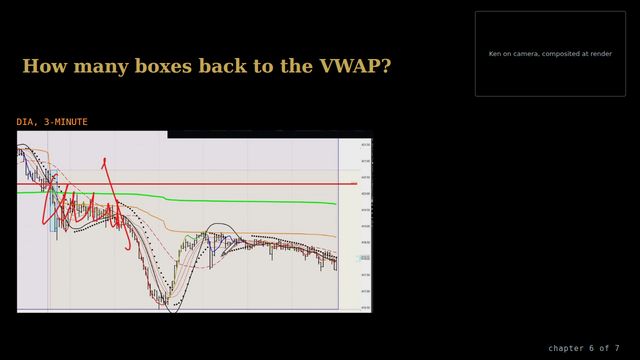 Ken on camera, composited at render
How many boxes back to the VWAP?
DIA, 3-MINUTE
chapter 6 of 7